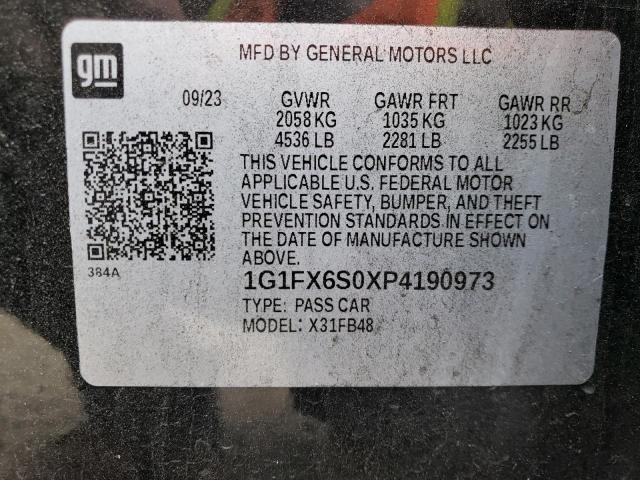 gm
MFD BY GENERAL MOTORS LLC
09/23 GVWR GAWR FRT GAWR RR
2058 KG 1035 KG 1023 KG
4536 LB 2281 LB 2255 LB
THIS VEHICLE CONFORMS TO ALL
APPLICABLE U.S. FEDERAL MOTOR
VEHICLE SAFETY, BUMPER, AND THEFT
PREVENTION STANDARDS IN EFFECT ON
THE DATE OF MANUFACTURE SHOWN
ABOVE.
384A
1G1FX6S0XP4190973
TYPE: PASS CAR
MODEL: X31FB48